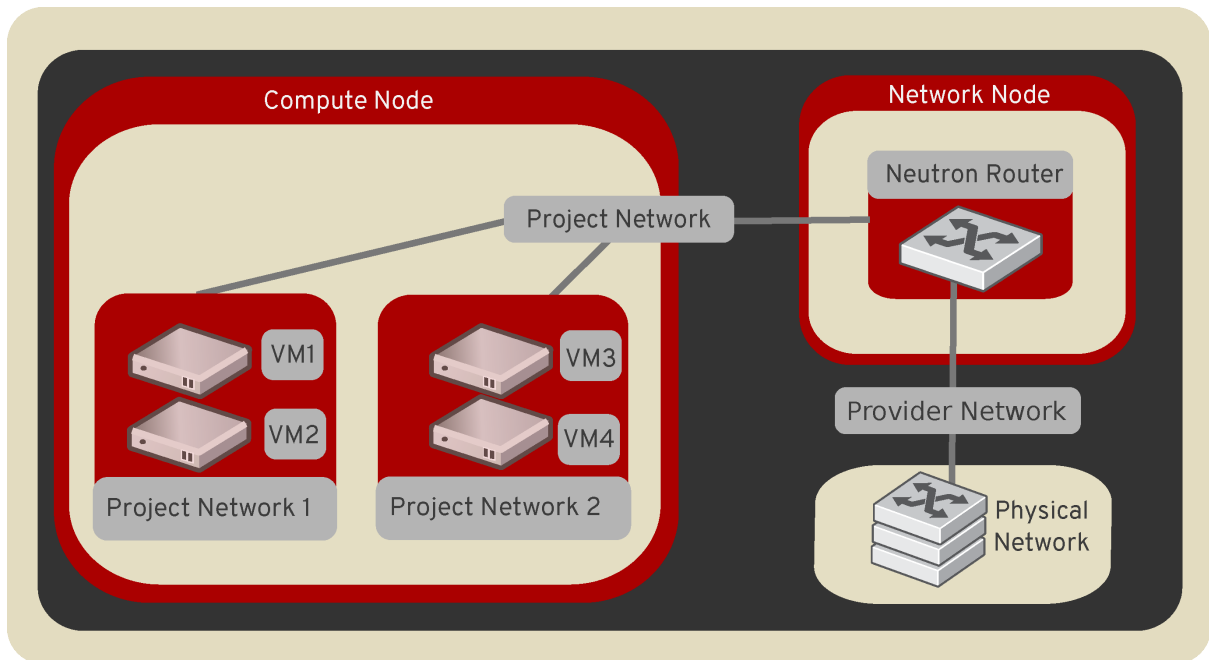 Compute Node
Network Node
Neutron Router
Project Network
VM1
VM2
Project Network 1
VM3
VM4
Project Network 2
Provider Network
Physical
Network